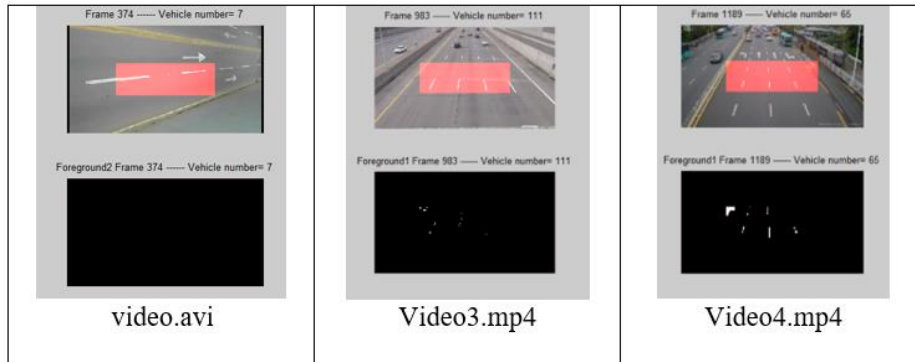 Frame 374 ------ Vehicle number= 7
Foreground2 Frame 374 ------ Vehicle number= 7
video.avi
Frame 983 ------ Vehicle number= 111
Foreground1 Frame 983 ------ Vehicle number= 111
Video3.mp4
Frame 1189 ------ Vehicle number= 65
Foreground1 Frame 1189 ------ Vehicle number= 65
Video4.mp4